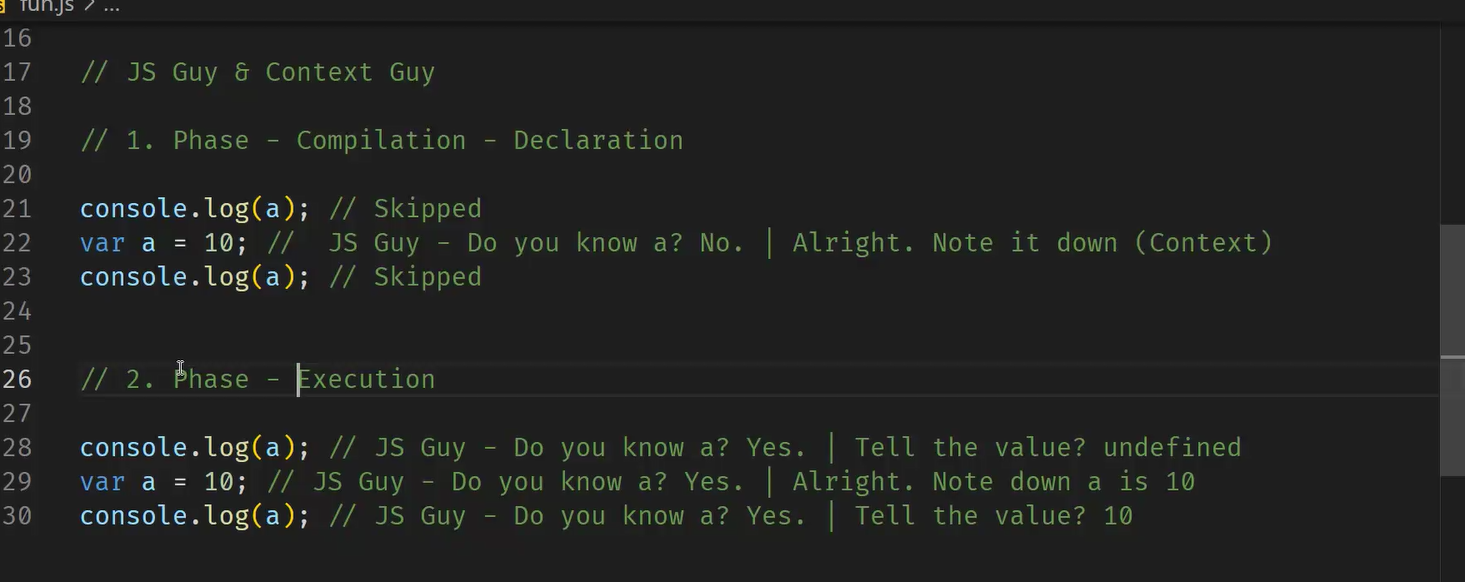 fun.js > ...
16
17 // JS Guy & Context Guy
18
19 // 1. Phase - Compilation - Declaration
20
21 console.log(a); // Skipped
22 var a = 10; //  JS Guy - Do you know a? No. | Alright. Note it down (Context)
23 console.log(a); // Skipped
24
25
26 // 2. Phase - Execution
27
28 console.log(a); // JS Guy - Do you know a? Yes. | Tell the value? undefined
29 var a = 10; // JS Guy - Do you know a? Yes. | Alright. Note down a is 10
30 console.log(a); // JS Guy - Do you know a? Yes. | Tell the value? 10